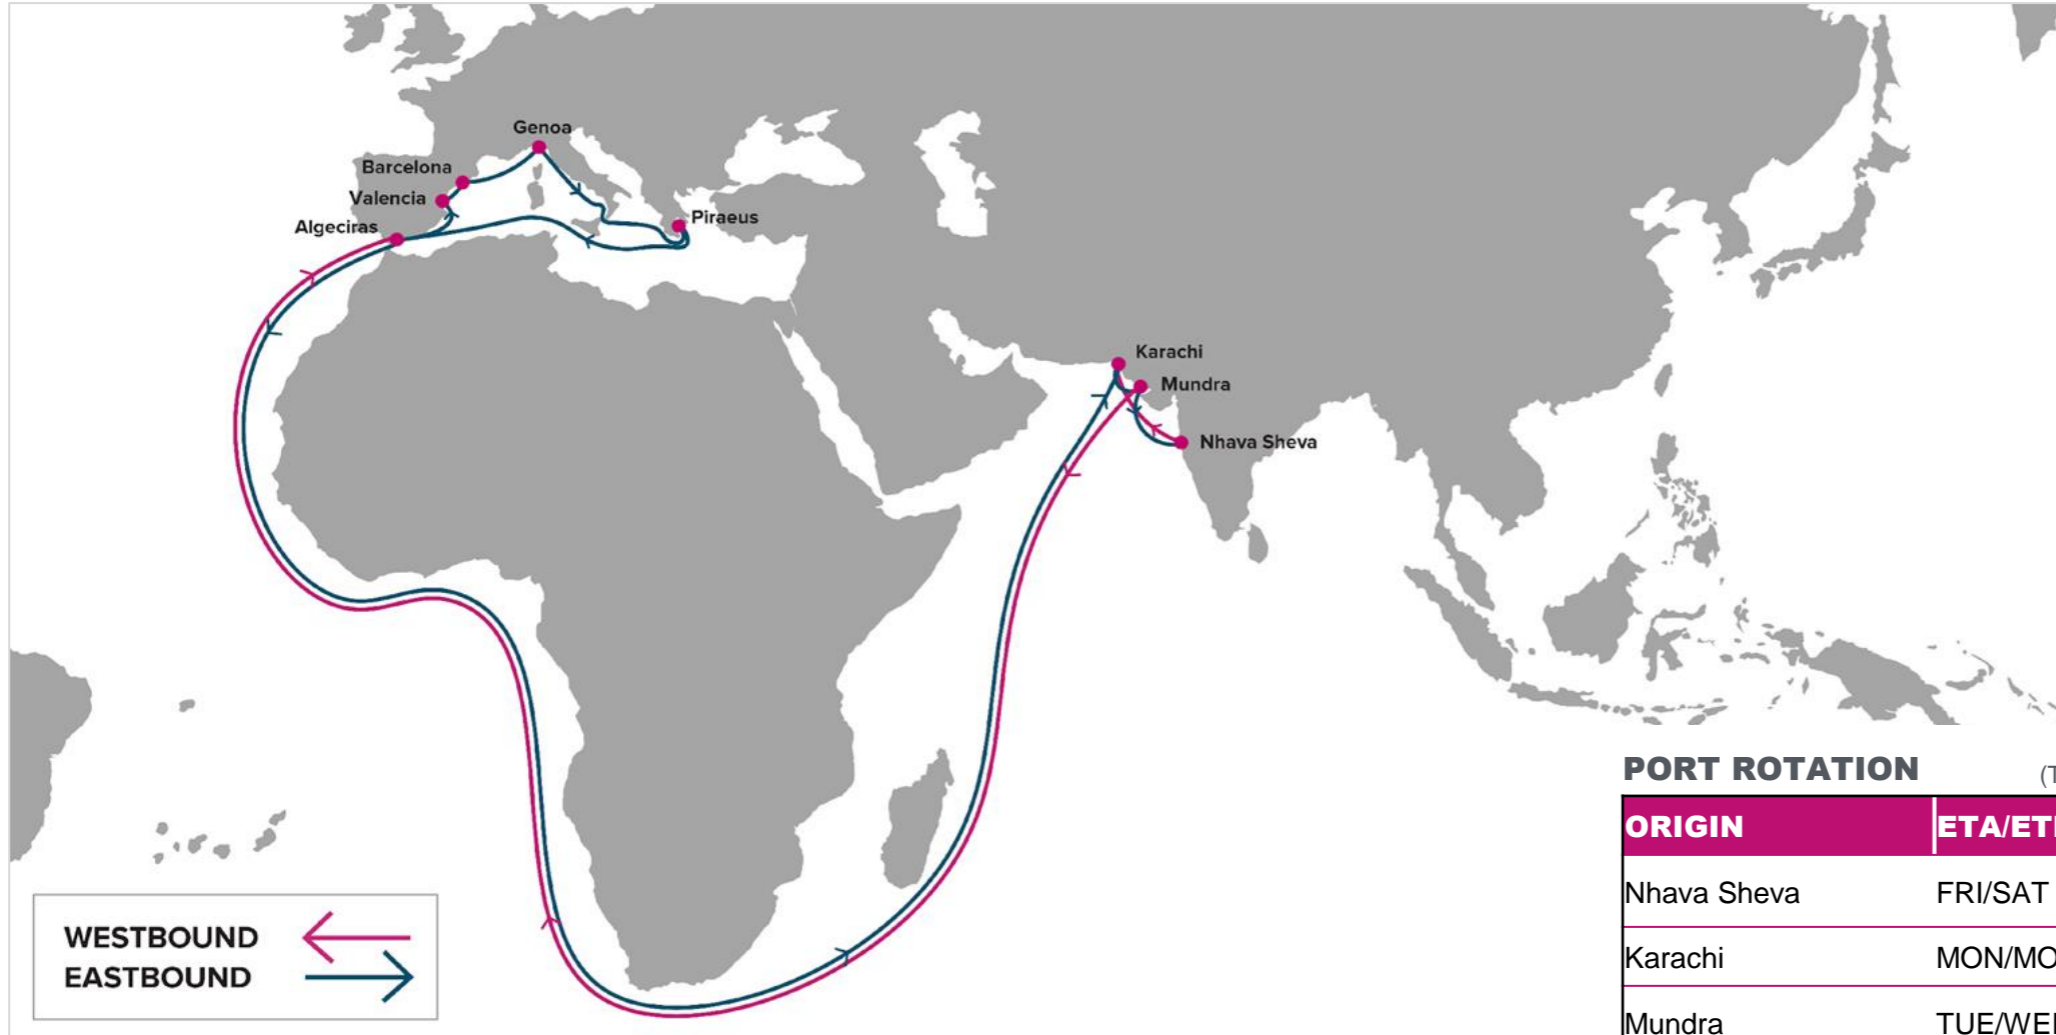 Genoa
Barcelona
Valencia
Algeciras
Piraeus
Karachi
Mundra
Nhava Sheva
WESTBOUND
EASTBOUND
PORT ROTATION
ORIGIN
Nhava Sheva FRI/SAT
Karachi
Mundra